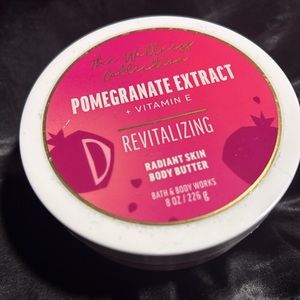 The Wellness
Collection
POMEGRANATE EXTRACT
+ VITAMIN E
REVITALIZING
RADIANT SKIN
BODY BUTTER
BATH & BODY WORKS
8 OZ / 226 g